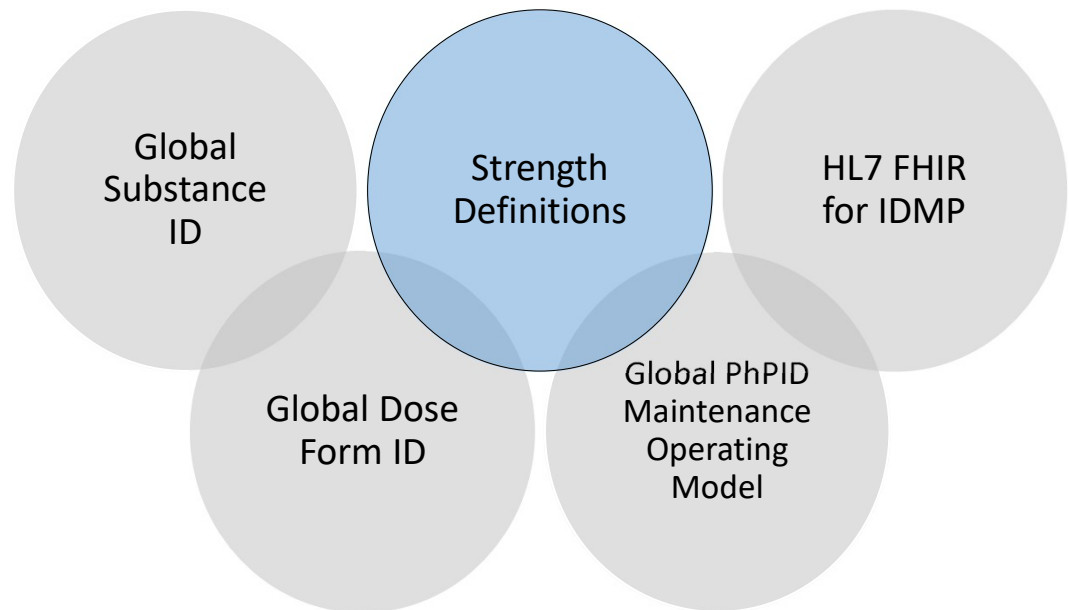 Global
Substance
ID
Strength
Definitions
HL7 FHIR
for IDMP
Global Dose
Form ID
Global PhPID
Maintenance
Operating
Model